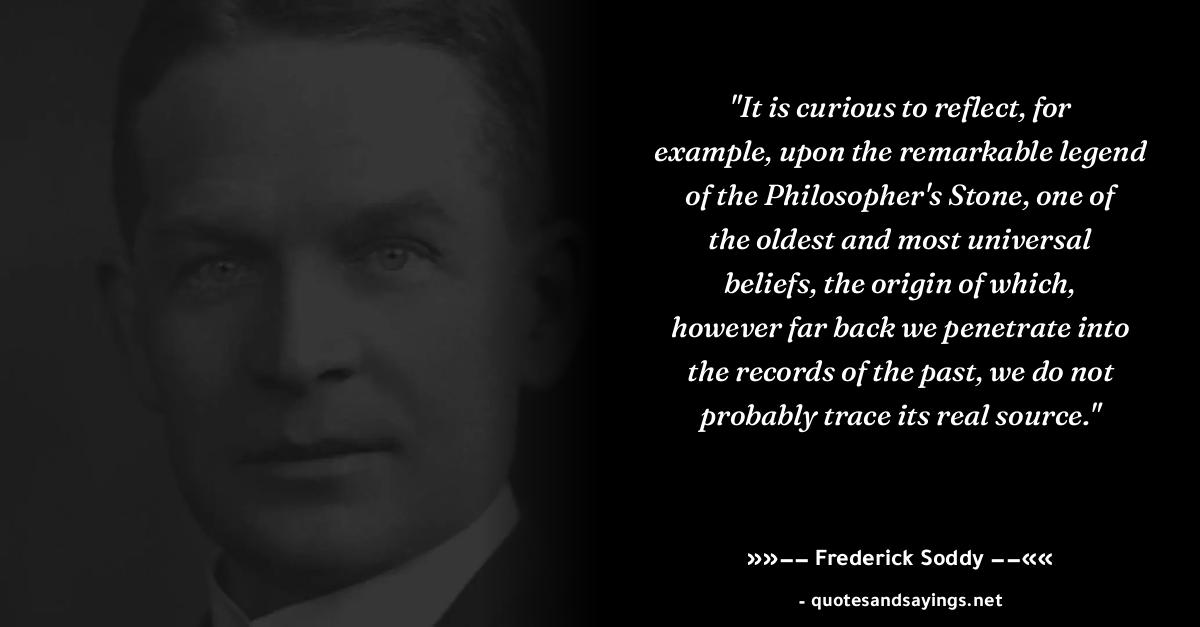 "It is curious to reflect, for
example, upon the remarkable legend
of the Philosopher's Stone, one of
the oldest and most universal
beliefs, the origin of which,
however far back we penetrate into
the records of the past, we do not
probably trace its real source."
»»−− Frederick Soddy −−««
- quotesandsayings.net